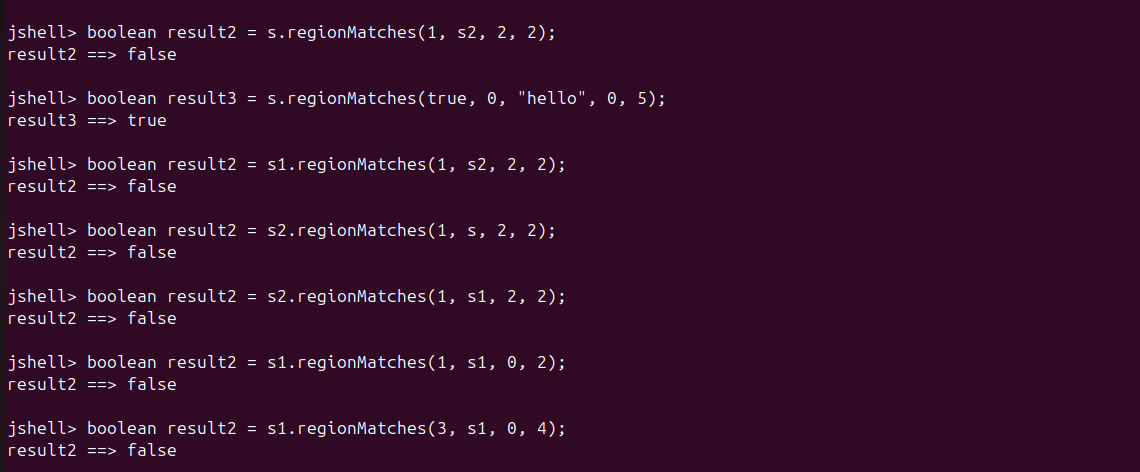 jshell> boolean result2 = s.regionMatches(1, s2, 2, 2);
result2 ==> false
jshell> boolean result3 = s.regionMatches(true, 0, "hello", 0, 5);
result3 ==> true
jshell> boolean result2 = s1.regionMatches(1, s2, 2, 2);
result2 ==> false
jshell> boolean result2 = s2.regionMatches(1, s, 2, 2);
result2 ==> false
jshell> boolean result2 = s2.regionMatches(1, s1, 2, 2);
result2 ==> false
jshell> boolean result2 = s1.regionMatches(1, s1, 0, 2);
result2 ==> false
jshell> boolean result2 = s1.regionMatches(3, s1, 0, 4);
result2 ==> false